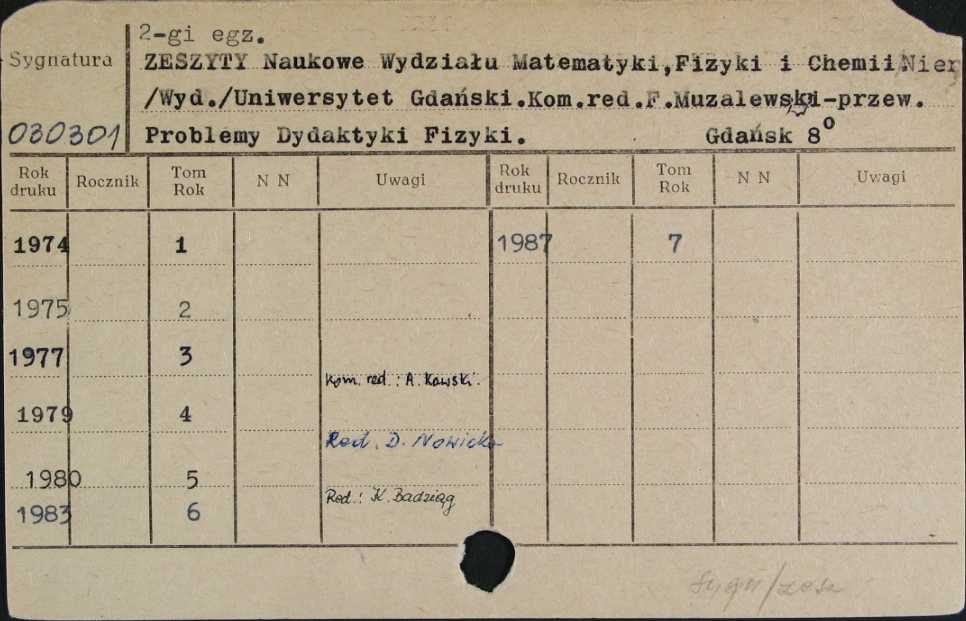 2-gi egz.
Sygnatura
ZESZYTY Naukowe Wydziału Matematyki,Fizyki i Chemii Nier
/Wyd./Uniwersytet Gdański.Kom.red.F.Muzalewski-przew.
030301
Problemy Dydaktyki Fizyki. Gdańsk 8°
Rok druku Rocznik Tom Rok N N Uwagi Rok druku Rocznik Tom Rok N N Uwagi
1974 1 1987 7
1975 2
1977 3
Kom. red.: A. Kawski.
1979 4
Red. D. Nowicka
1980 5
Red.: K. Badziąg
1983 6